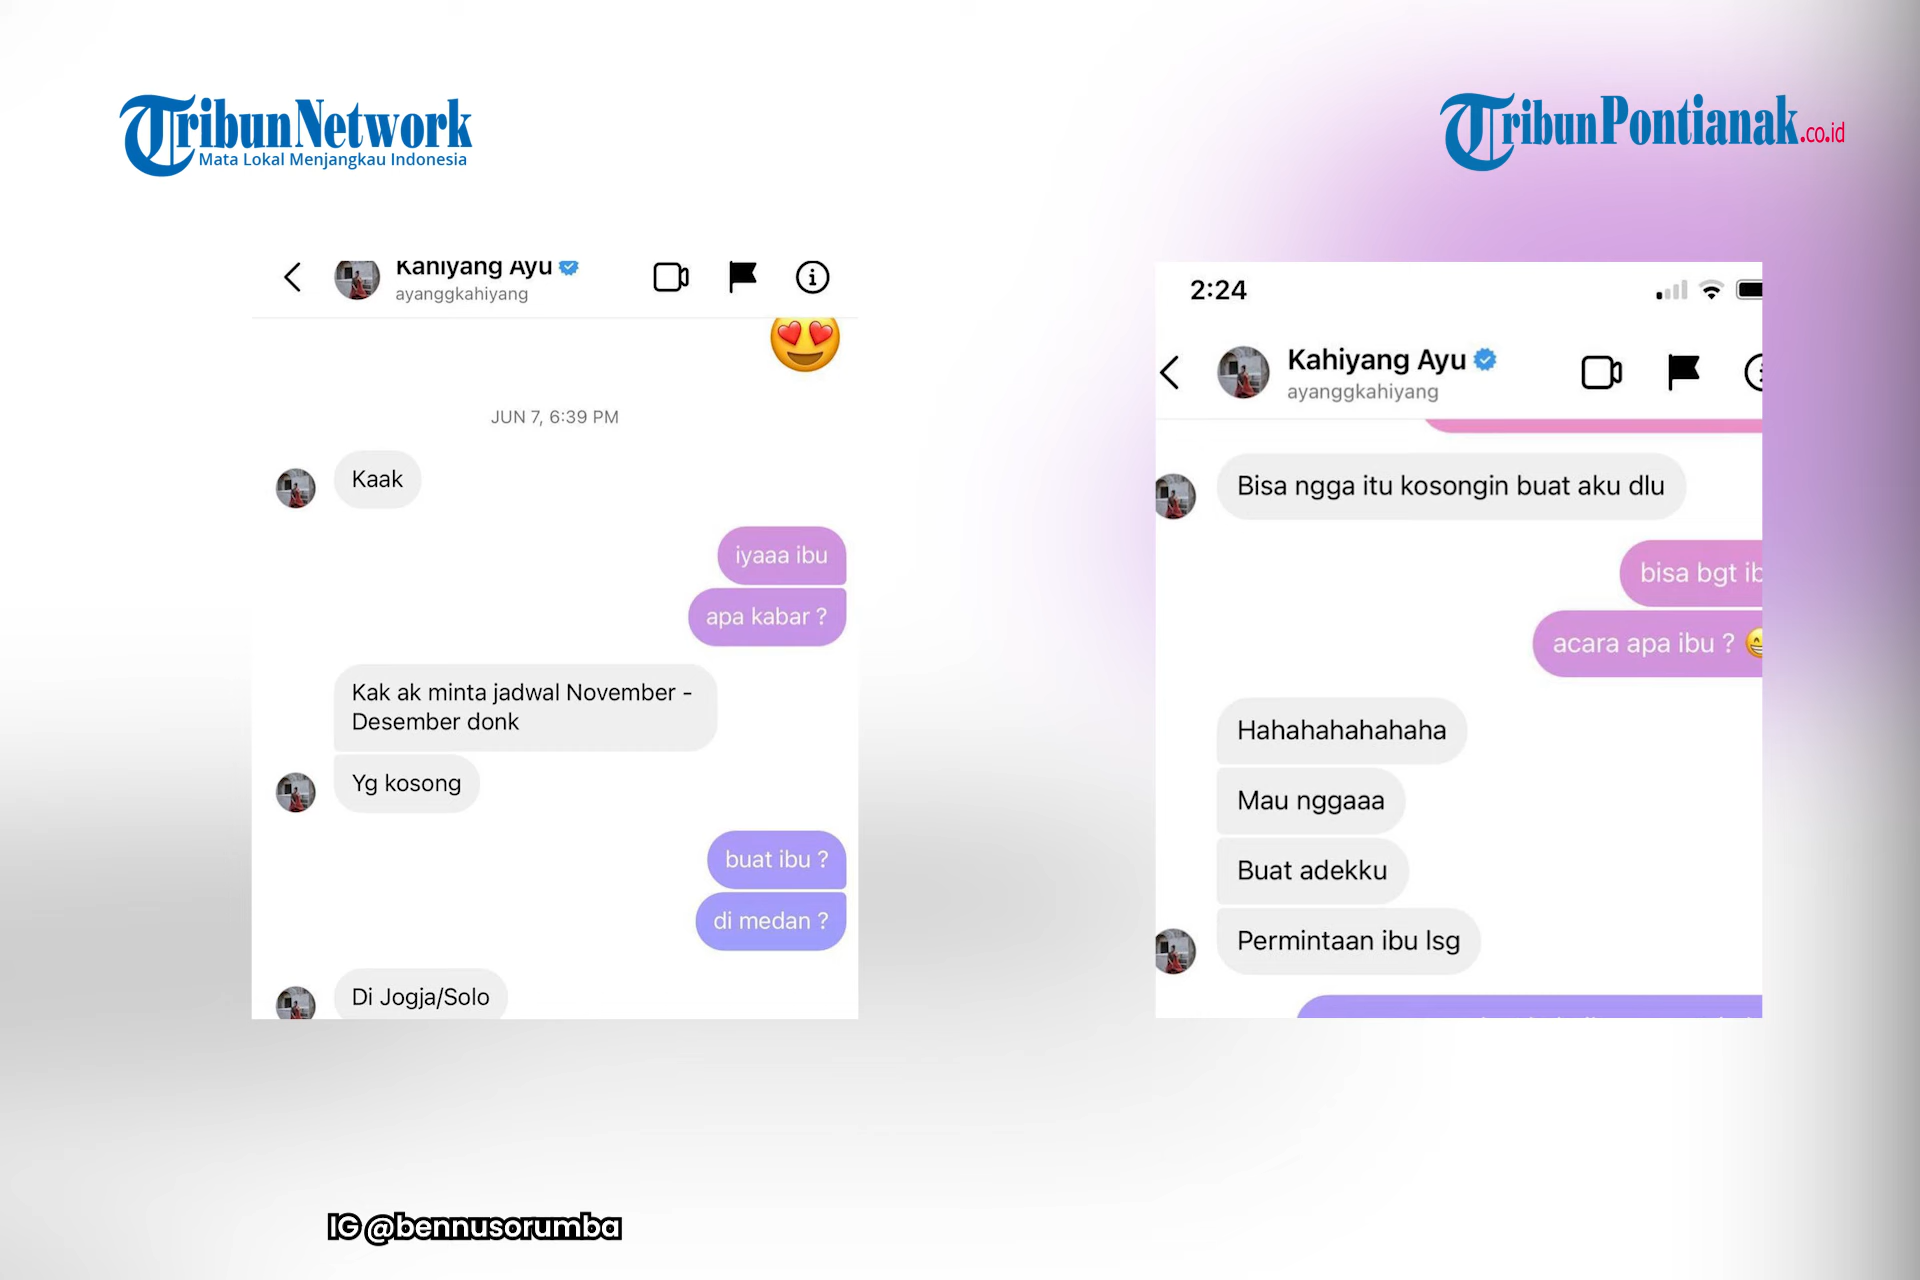 TribunNetwork
Mata Lokal Menjangkau Indonesia
TribunPontianak.co.id
Kahiyang Ayu
ayanggkahiyang
JUN 7, 6:39 PM
Kaak
iyaaa ibu
apa kabar ?
Kak ak minta jadwal November -
Desember donk
Yg kosong
buat ibu ?
di medan ?
Di Jogja/Solo
2:24
Kahiyang Ayu
ayanggkahiyang
Bisa ngga itu kosongin buat aku dlu
bisa bgt ib
acara apa ibu ?
Hahahahahahaha
Mau nggaaa
Buat adekku
Permintaan ibu lsg
IG @bennusorumba